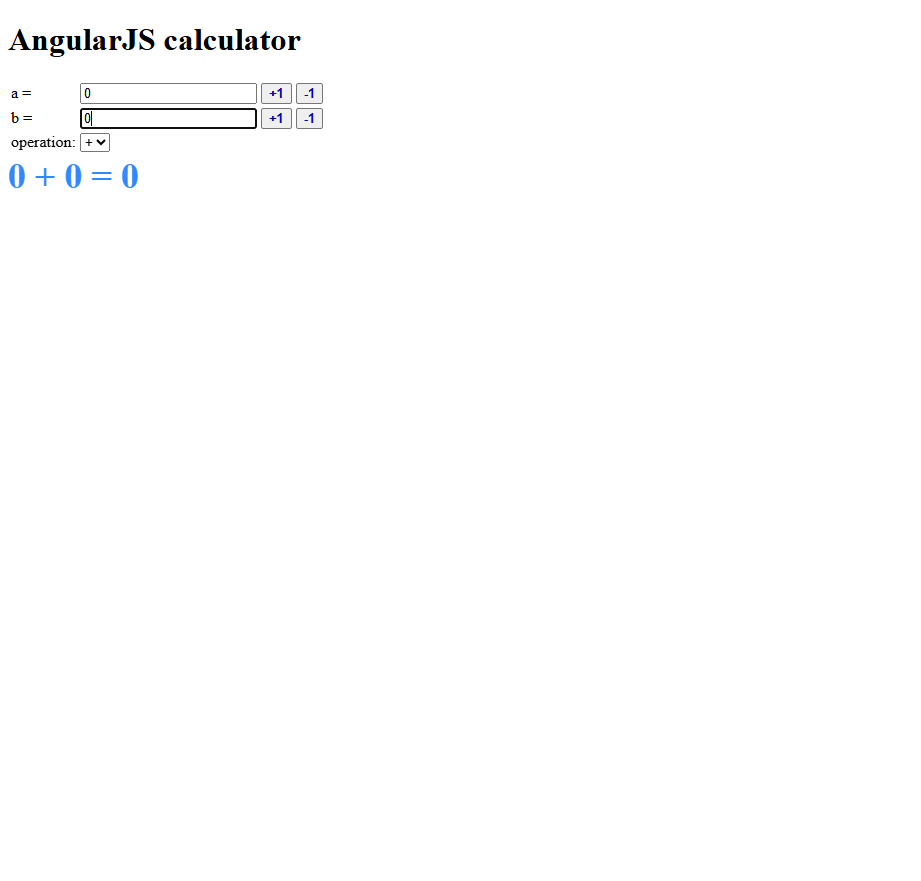 AngularJS calculator
a = 0 +1 -1
b = 0 +1 -1
operation: +
0 + 0 = 0